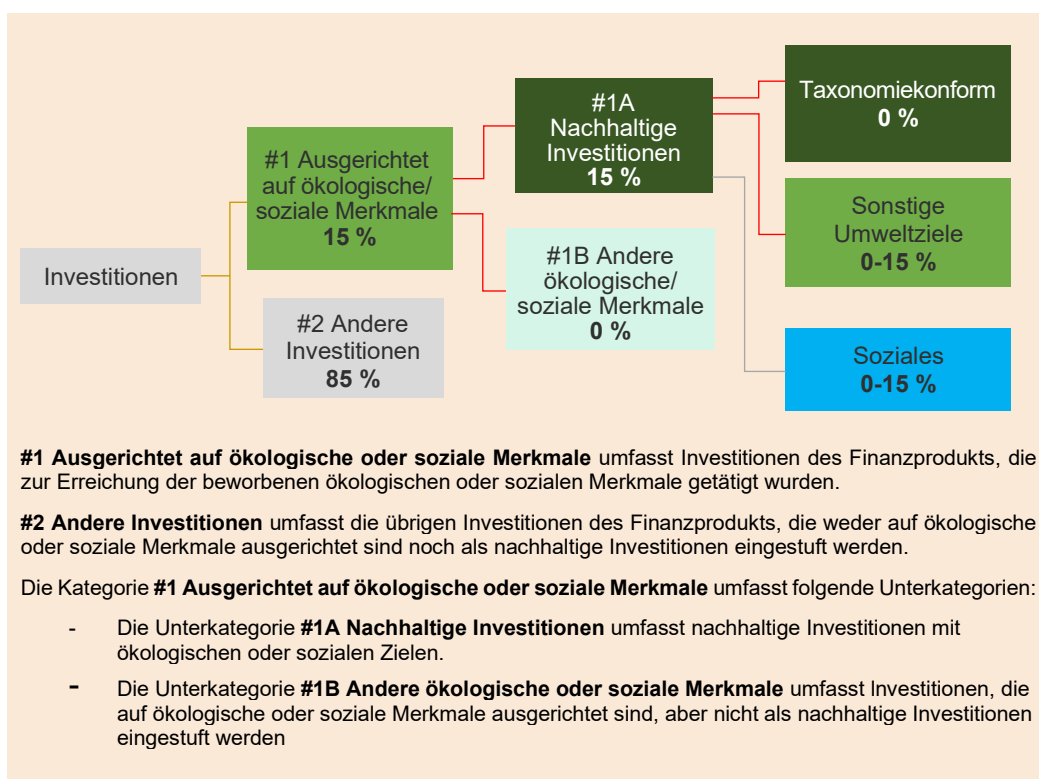 Investitionen
#1 Ausgerichtet
auf ökologische/
soziale Merkmale
15 %
#2 Andere
Investitionen
85 %
#1A
Nachhaltige
Investitionen
15 %
#1B Andere
ökologische/
soziale Merkmale
0 %
Taxonomiekonform
0 %
Sonstige
Umweltziele
0-15 %
Soziales
0-15 %
#1 Ausgerichtet auf ökologische oder soziale Merkmale umfasst Investitionen des Finanzprodukts, die
zur Erreichung der beworbenen ökologischen oder sozialen Merkmale getätigt wurden.
#2 Andere Investitionen umfasst die übrigen Investitionen des Finanzprodukts, die weder auf ökologische
oder soziale Merkmale ausgerichtet sind noch als nachhaltige Investitionen eingestuft werden.
Die Kategorie #1 Ausgerichtet auf ökologische oder soziale Merkmale umfasst folgende Unterkategorien:
- Die Unterkategorie #1A Nachhaltige Investitionen umfasst nachhaltige Investitionen mit
ökologischen oder sozialen Zielen.
- Die Unterkategorie #1B Andere ökologische oder soziale Merkmale umfasst Investitionen, die
auf ökologische oder soziale Merkmale ausgerichtet sind, aber nicht als nachhaltige Investitionen
eingestuft werden